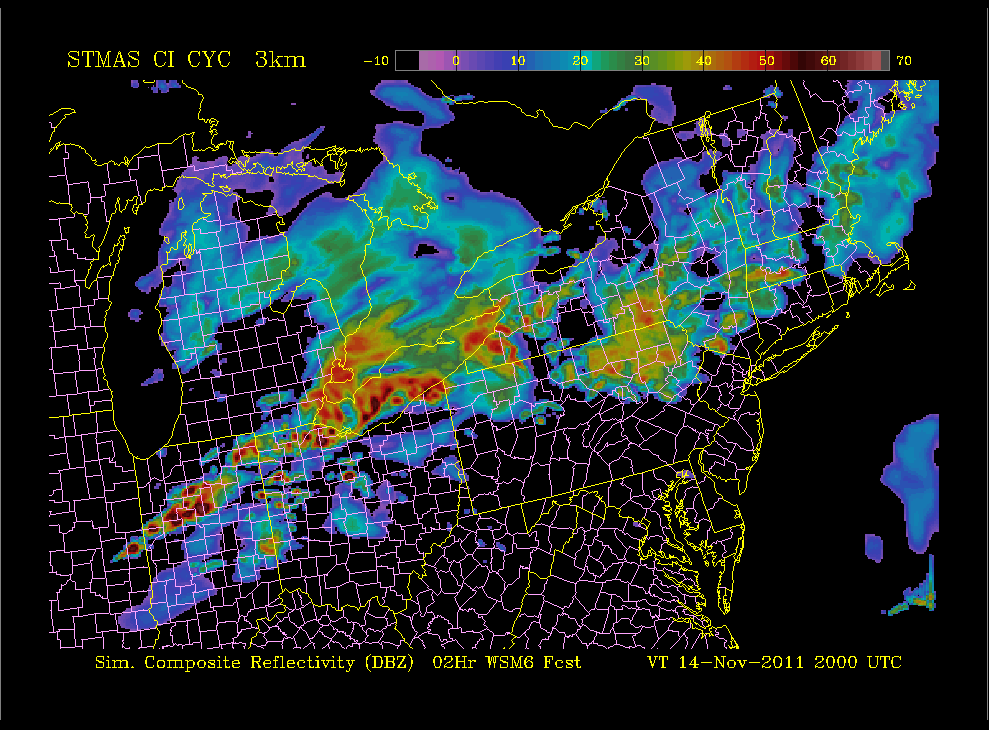 STMAS CI CYC 3km
-10 0 10 20 30 40 50 60 70
Sim. Composite Reflectivity (DBZ) 02Hr WSM6 Fcst VT 14-Nov-2011 2000 UTC